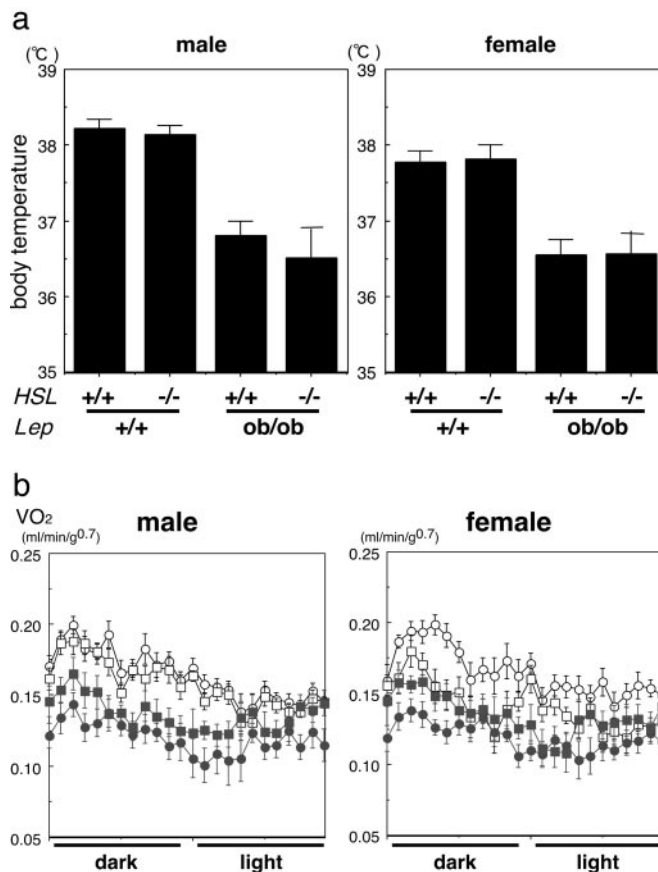 a
(℃) male (℃) female
39 39
38 38
37 37
36 36
35 35
body temperature
HSL +/+ -/- +/+ -/- +/+ -/- +/+ -/-
Lep +/+ ob/ob +/+ ob/ob
b
VO2 male female
(ml/min/g0.7) (ml/min/g0.7)
0.25 0.25
0.20 0.20
0.15 0.15
0.10 0.10
0.05 0.05
dark light dark light